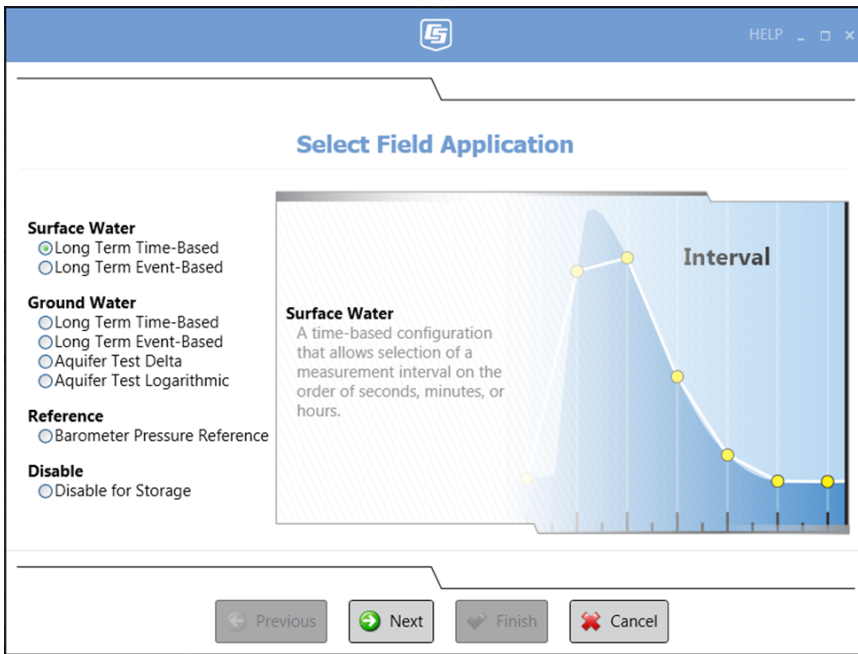 HELP
Select Field Application
Surface Water
Long Term Time-Based
Long Term Event-Based
Ground Water
Long Term Time-Based
Long Term Event-Based
Aquifer Test Delta
Aquifer Test Logarithmic
Reference
Barometer Pressure Reference
Disable
Disable for Storage
Interval
Surface Water
A time-based configuration
that allows selection of a
measurement interval on the
order of seconds, minutes, or
hours.
Previous
Next
Finish
Cancel